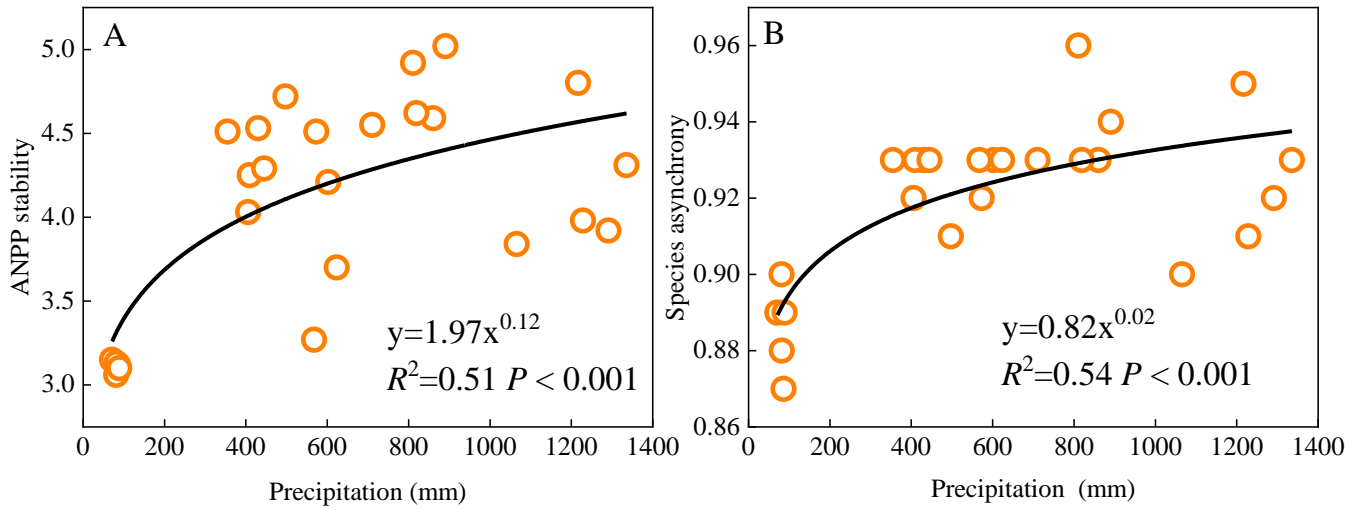 A
ANPP stability
5.0
4.5
4.0
3.5
3.0
y=1.97x^0.12
R²=0.51 P < 0.001
0 200 400 600 800 1000 1200 1400
Precipitation (mm)
B
Species asynchrony
0.96
0.94
0.92
0.90
0.88
0.86
y=0.82x^0.02
R²=0.54 P < 0.001
0 200 400 600 800 1000 1200 1400
Precipitation (mm)